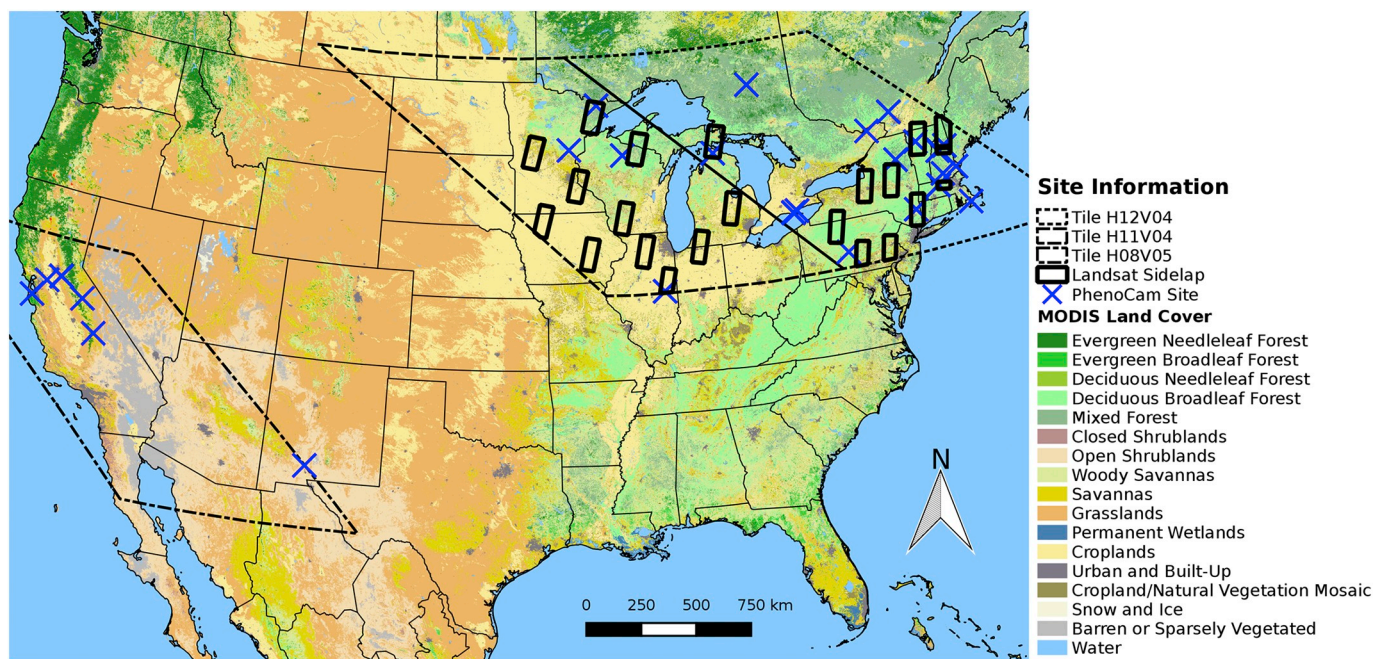 Site Information
Tile H12V04
Tile H11V04
Tile H08V05
Landsat Sidelap
PhenoCam Site
MODIS Land Cover
Evergreen Needleleaf Forest
Evergreen Broadleaf Forest
Deciduous Needleleaf Forest
Deciduous Broadleaf Forest
Mixed Forest
Closed Shrublands
Open Shrublands
Woody Savannas
Savannas
Grasslands
Permanent Wetlands
Croplands
Urban and Built-Up
Cropland/Natural Vegetation Mosaic
Snow and Ice
Barren or Sparsely Vegetated
Water
N
0 250 500 750 km